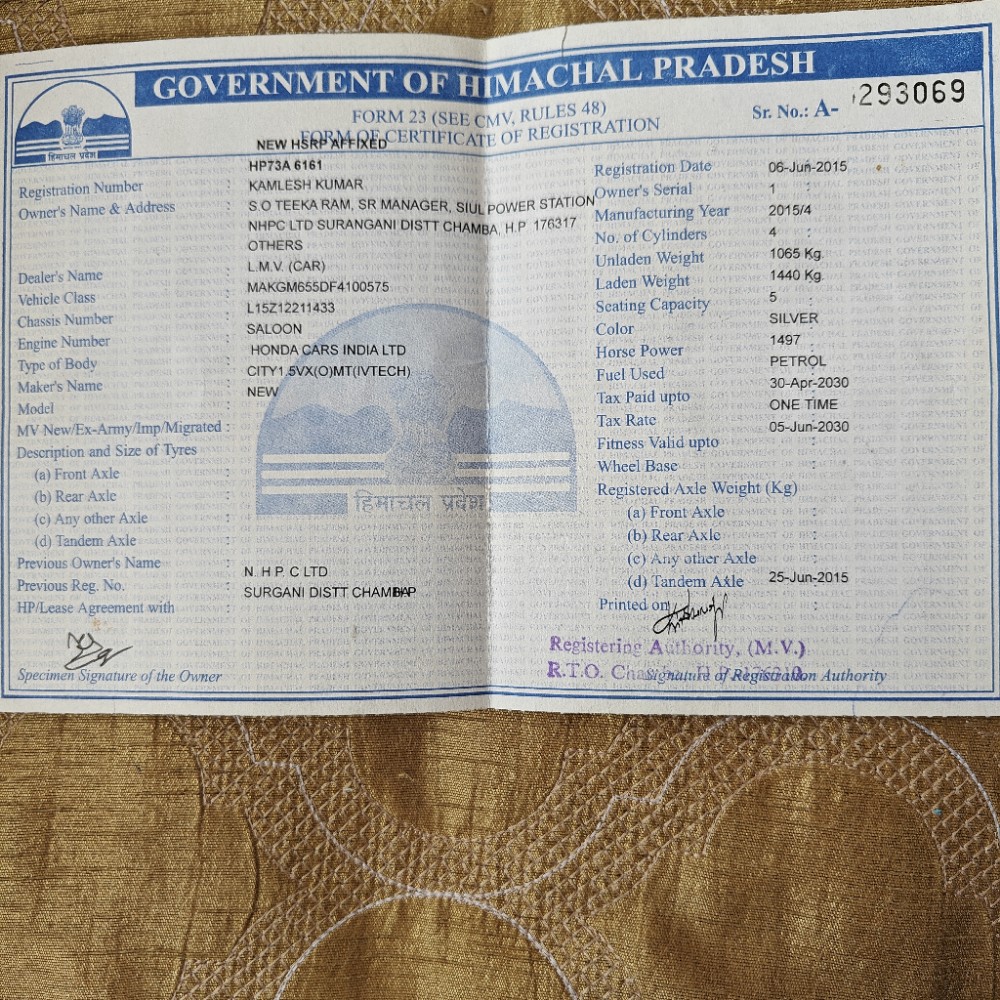 GOVERNMENT OF HIMACHAL PRADESH
FORM 23 (SEE CMV, RULES 48)
Sr. No.: A- 293069
FORM OF CERTIFICATE OF REGISTRATION
हिमाचल प्रदेश
NEW HSRP AFFIXED
Registration Number : HP73A 6161
Owner's Name & Address : KAMLESH KUMAR
S.O TEEKA RAM, SR MANAGER, SIUL POWER STATION
NHPC LTD SURANGANI DISTT CHAMBA, H.P 176317
Dealer's Name : OTHERS
Vehicle Class : L.M.V. (CAR)
Chassis Number : MAKGM655DF4100575
Engine Number : L15Z12211433
Type of Body : SALOON
Maker's Name : HONDA CARS INDIA LTD
Model : CITY1.5VX(O)MT(IVTECH)
MV New/Ex-Army/Imp/Migrated : NEW
Description and Size of Tyres
(a) Front Axle :
(b) Rear Axle :
(c) Any other Axle :
(d) Tandem Axle :
Previous Owner's Name :
Previous Reg. No. :
HP/Lease Agreement with : N. H P. C LTD
SURGANI DISTT CHAMBA
Specimen Signature of the Owner
Registration Date : 06-Jun-2015
Owner's Serial : 1
Manufacturing Year : 2015/4
No. of Cylinders : 4
Unladen Weight : 1065 Kg.
Laden Weight : 1440 Kg.
Seating Capacity : 5
Color : SILVER
Horse Power : 1497
Fuel Used : PETROL
Tax Paid upto : 30-Apr-2030
Tax Rate : ONE TIME
Fitness Valid upto : 05-Jun-2030
Wheel Base :
Registered Axle Weight (Kg)
(a) Front Axle :
(b) Rear Axle :
(c) Any other Axle :
(d) Tandem Axle :
Printed on : 25-Jun-2015
Registering Authority, (M.V.)
R.T.O.
Signature of Registration Authority
हिमाचल प्रदेश